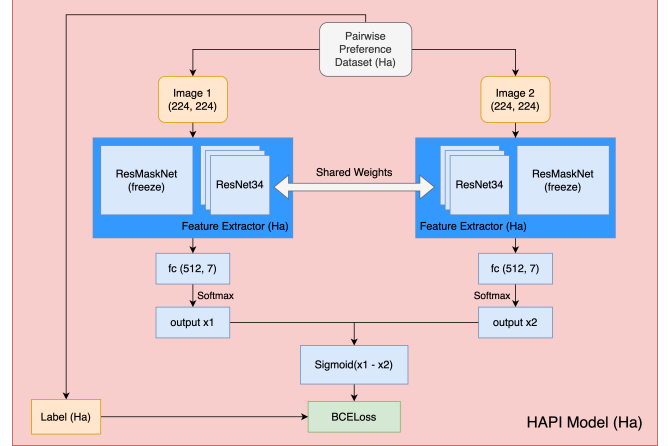 Pairwise
Preference
Dataset (Ha)
Image 1
(224, 224)
Image 2
(224, 224)
ResMaskNet
(freeze)
ResNet34
Feature Extractor (Ha)
Shared Weights
ResNet34
ResMaskNet
(freeze)
Feature Extractor (Ha)
fc (512, 7)
fc (512, 7)
Softmax
Softmax
output x1
output x2
Sigmoid(x1 - x2)
Label (Ha)
BCELoss
HAPI Model (Ha)